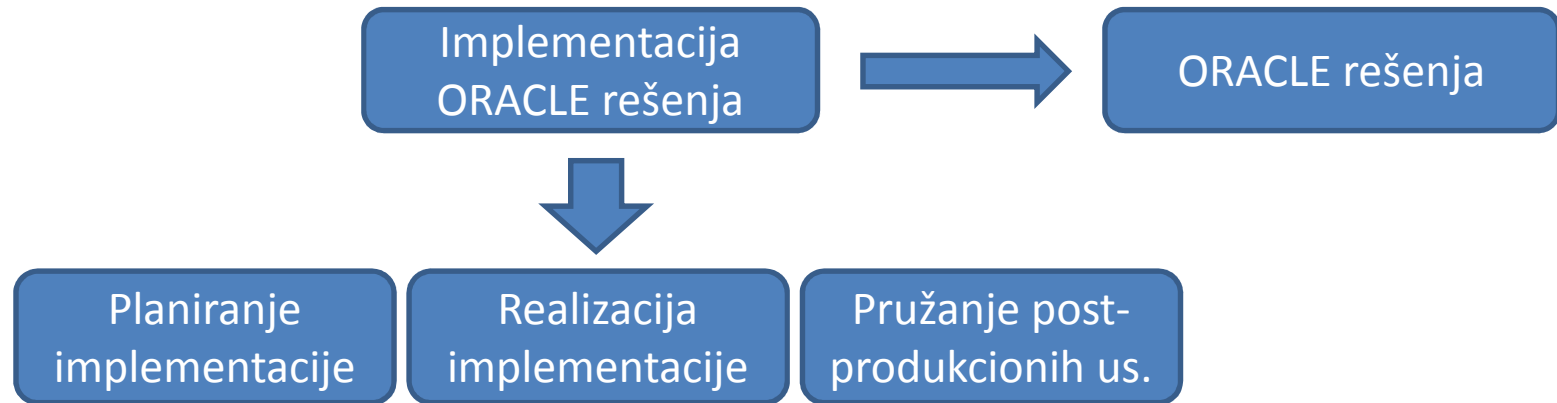 Implementacija
ORACLE rešenja
ORACLE rešenja
Planiranje
implementacije
Realizacija
implementacije
Pružanje post-
produkcionih us.